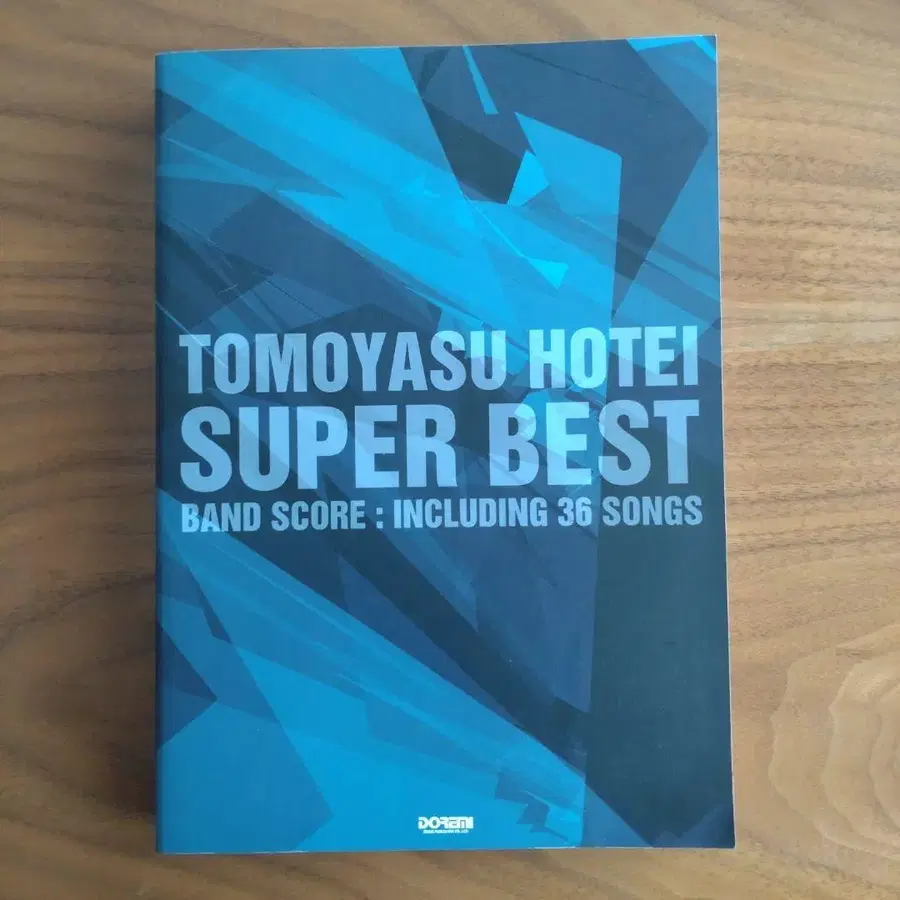 TOMOYASU HOTEI
SUPER BEST
BAND SCORE : INCLUDING 36 SONGS
DOREMI